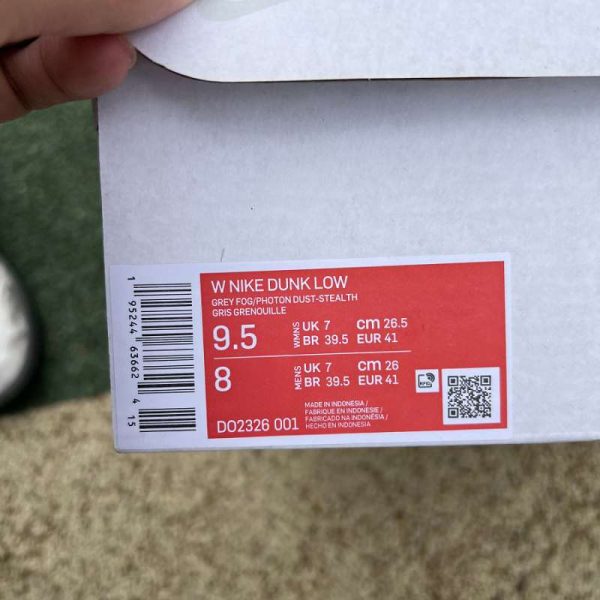 W NIKE DUNK LOW
GREY FOG/PHOTON DUST-STEALTH
GRIS GRENOUILLE
9.5 WMNS UK 7 cm 26.5
BR 39.5 EUR 41
8 MENS UK 7 cm 26
BR 39.5 EUR 41
MADE IN INDONESIA /
FABRIQUE EN INDONESIE /
FABRICADO NA INDONÉSIA /
HECHO EN INDONESIA
DO2326 001
1 95244 63662 4 15